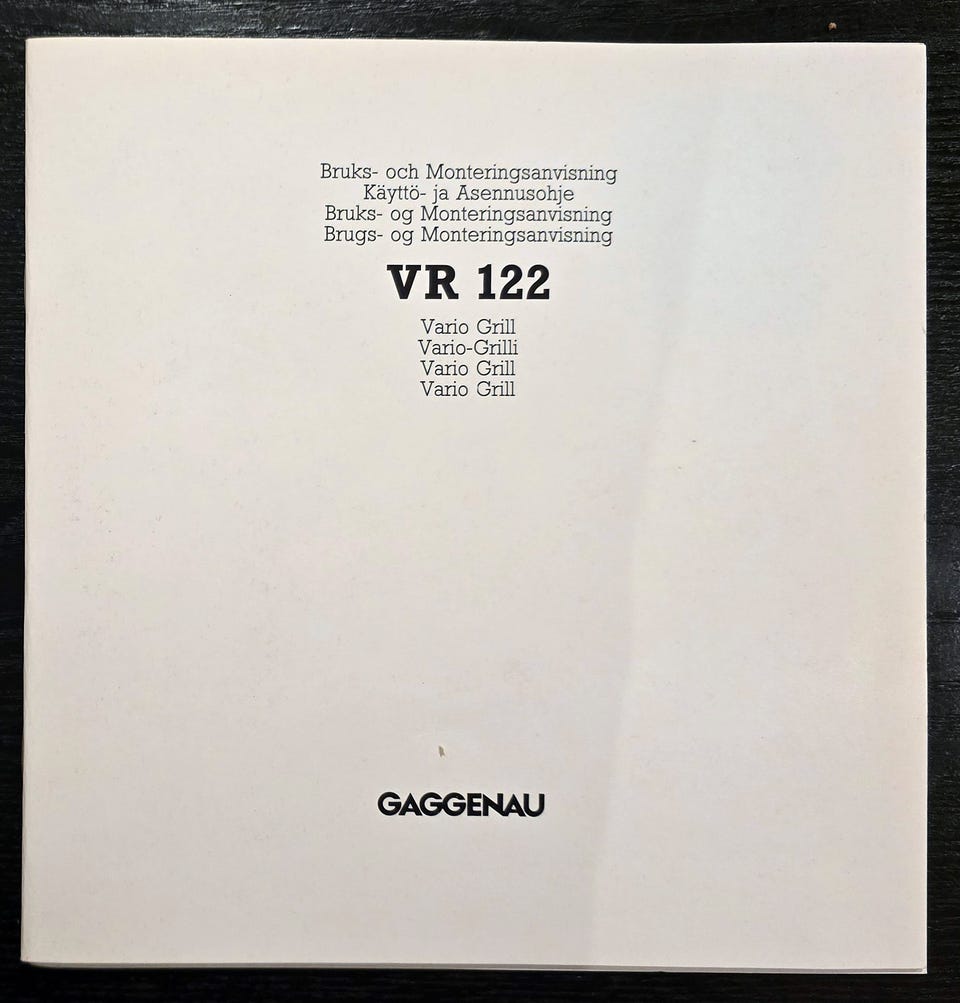 Bruks- och Monteringsanvisning
Käyttö- ja Asennusohje
Bruks- og Monteringsanvisning
Brugs- og Monteringsanvisning
VR 122
Vario Grill
Vario-Grilli
Vario Grill
Vario Grill
GAGGENAU